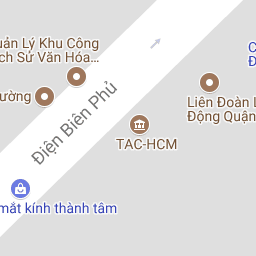 uản Lý Khu Công
ch Sử Văn Hóa...
ường
Điện Biên Phủ
C
Đ
Liên Đoàn L
Động Quận
TAC-HCM
mắt kính thành tâm